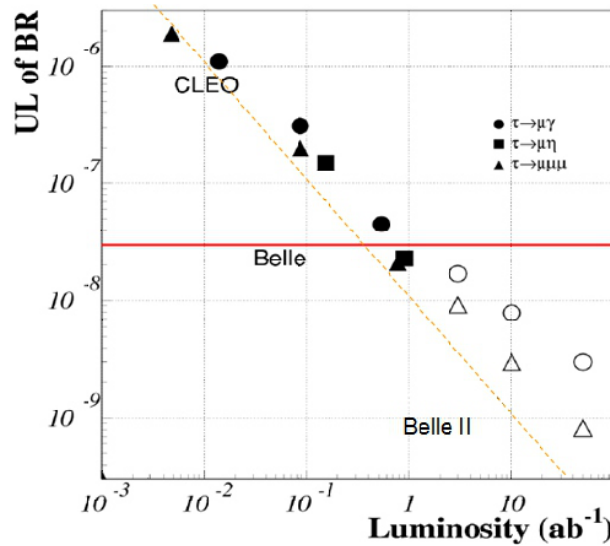 UL of BR
10⁻⁶
CLEO
● τ→μγ
■ τ→μη
▲ τ→μμμ
10⁻⁷
Belle
10⁻⁸
10⁻⁹
Belle II
10⁻³ 10⁻² 10⁻¹ 1 10
Luminosity (ab⁻¹)